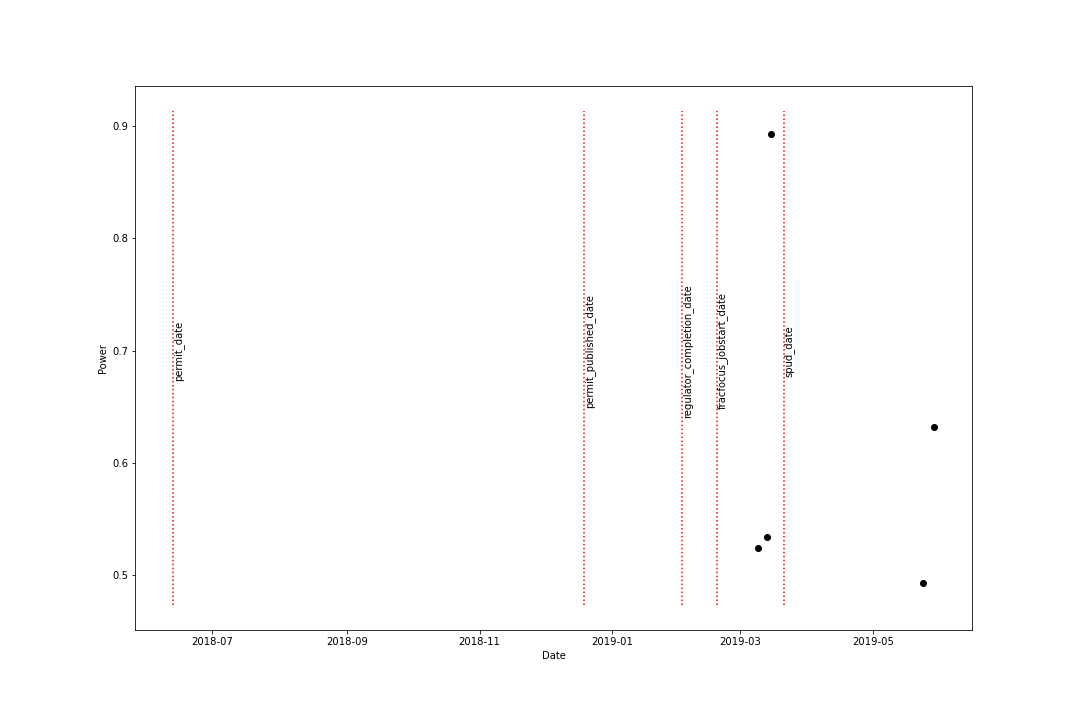 0.9
0.8
0.7
0.6
0.5
Power
permit_date
permit_published_date
regulator_completion_date
fracfocus_jobstart_date
spud_date
2018-07
2018-09
2018-11
2019-01
2019-03
2019-05
Date